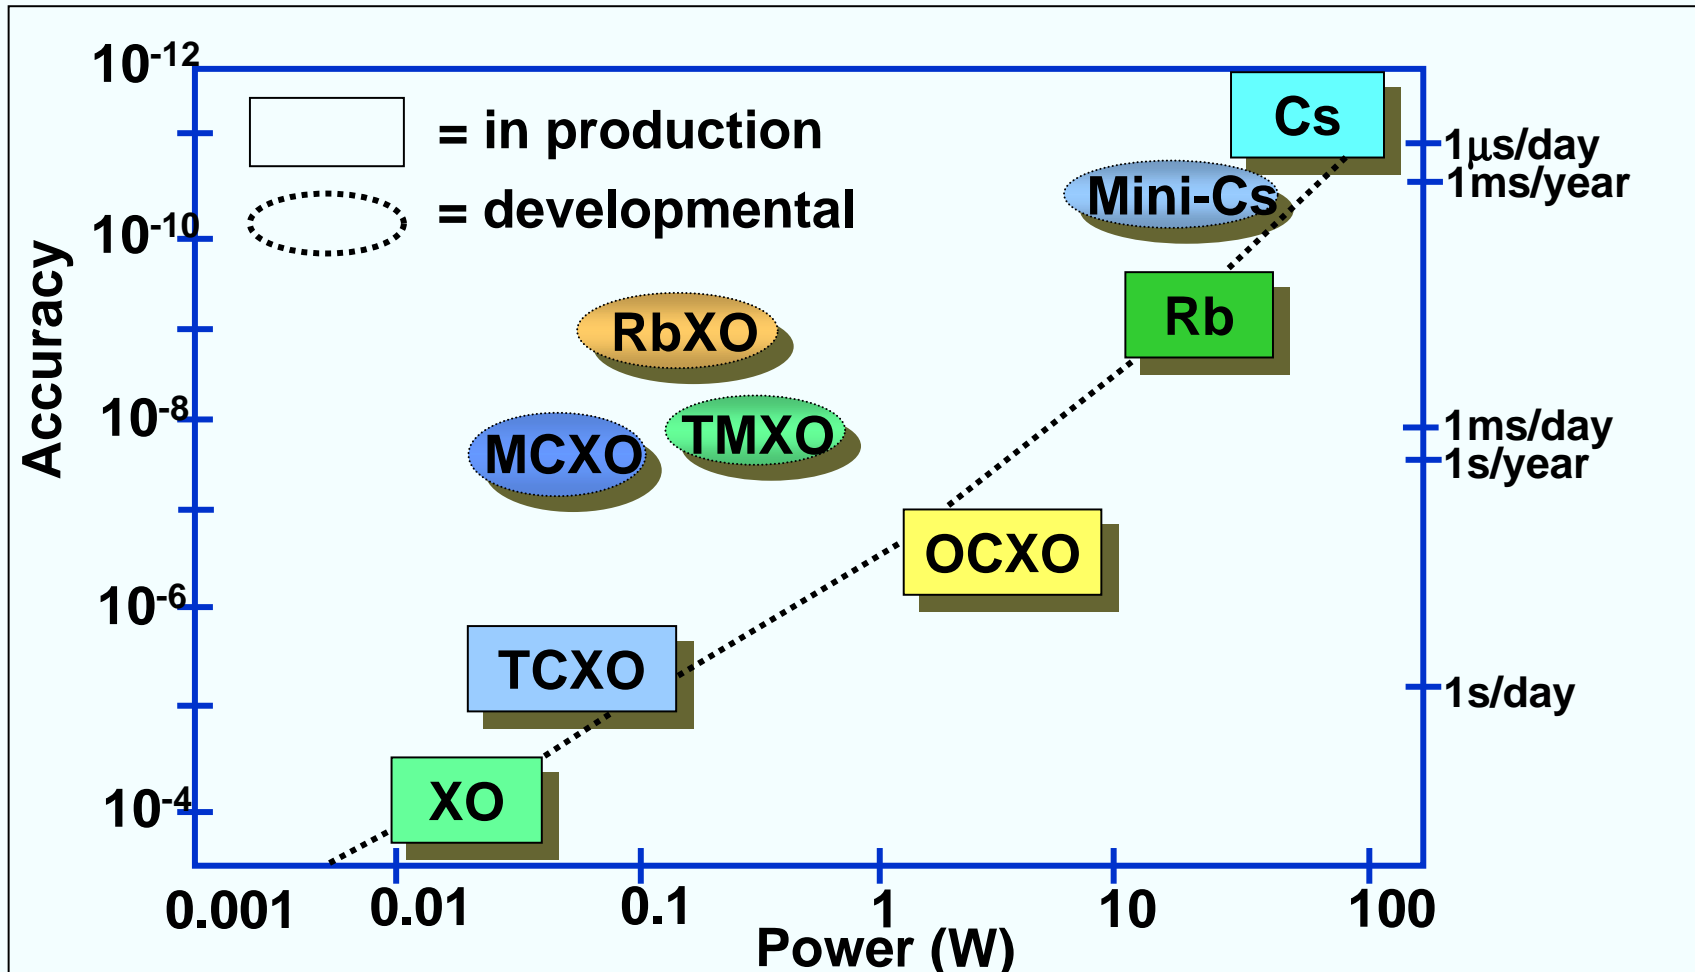 10⁻¹²
= in production
= developmental
Cs
1μs/day
1ms/year
Mini-Cs
10⁻¹⁰
Rb
RbXO
10⁻⁸
TMXO
MCXO
1ms/day
1s/year
Accuracy
OCXO
10⁻⁶
TCXO
1s/day
XO
10⁻⁴
0.001 0.01 0.1 1 10 100
Power (W)